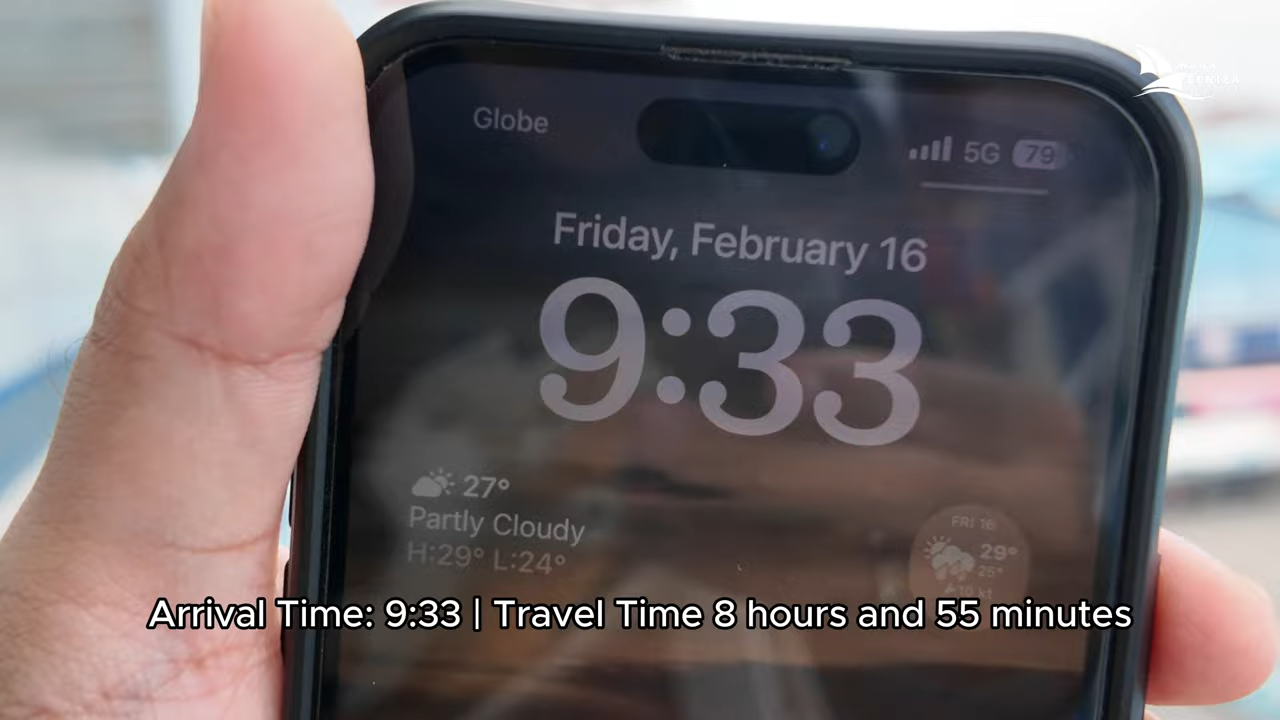 Globe
5G 79
Friday, February 16
9:33
27°
Partly Cloudy
H:29° L:24°
FRI 16
29°
25°
Arrival Time: 9:33 | Travel Time 8 hours and 55 minutes